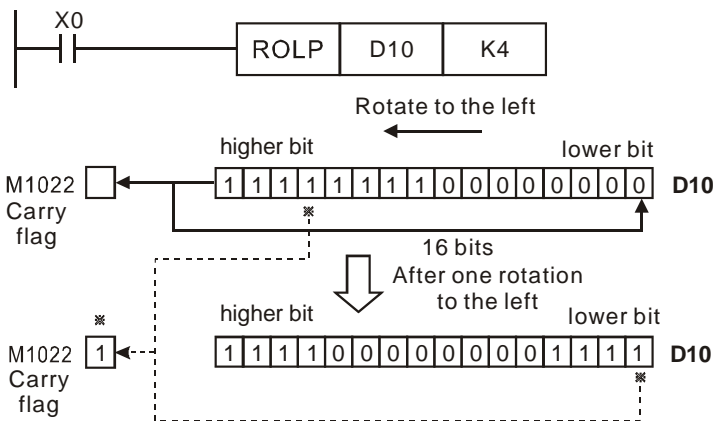 X0
ROLP D10 K4
Rotate to the left
higher bit lower bit
M1022 1 1 1 1 1 1 1 1 0 0 0 0 0 0 0 0 D10
Carry
flag
※
16 bits
After one rotation
to the left
higher bit lower bit
※
M1022 1 1 1 1 1 0 0 0 0 0 0 0 0 1 1 1 1 D10
Carry
flag
※